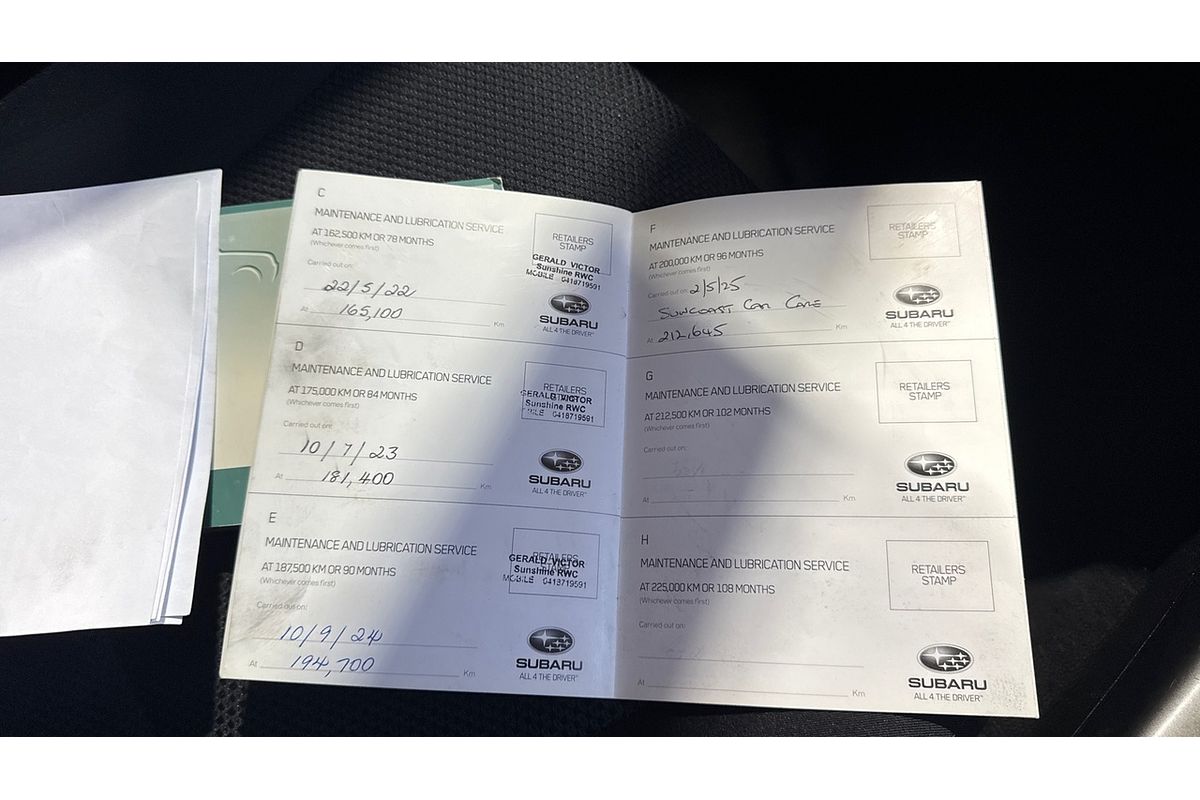 C
MAINTENANCE AND LUBRICATION SERVICE
AT 162,500 KM OR 78 MONTHS
(Whichever comes first)
RETAILERS
STAMP
GERALD VICTOR
Sunshine RWC
MOBILE 0418719591
Carried out on:
22/5/22
At 165,100 Km
SUBARU
ALL 4 THE DRIVER™
D
MAINTENANCE AND LUBRICATION SERVICE
AT 175,000 KM OR 84 MONTHS
(Whichever comes first)
RETAILERS
STAMP
GERALD VICTOR
Sunshine RWC
MOBILE 0418719591
Carried out on:
10/7/23
At 181,400 Km
SUBARU
ALL 4 THE DRIVER™
E
MAINTENANCE AND LUBRICATION SERVICE
AT 187,500 KM OR 90 MONTHS
(Whichever comes first)
RETAILERS
STAMP
GERALD VICTOR
Sunshine RWC
MOBILE 0418719591
Carried out on:
10/9/24
At 194,700 Km
SUBARU
ALL 4 THE DRIVER™
F
MAINTENANCE AND LUBRICATION SERVICE
AT 200,000 KM OR 96 MONTHS
(Whichever comes first)
RETAILERS
STAMP
Carried out on: 2/5/25
SUNCOAST CAR CARE
At 212,645 Km
SUBARU
ALL 4 THE DRIVER™
G
MAINTENANCE AND LUBRICATION SERVICE
AT 212,500 KM OR 102 MONTHS
(Whichever comes first)
RETAILERS
STAMP
Carried out on:
At Km
SUBARU
ALL 4 THE DRIVER™
H
MAINTENANCE AND LUBRICATION SERVICE
AT 225,000 KM OR 108 MONTHS
(Whichever comes first)
RETAILERS
STAMP
Carried out on:
At Km
SUBARU
ALL 4 THE DRIVER™